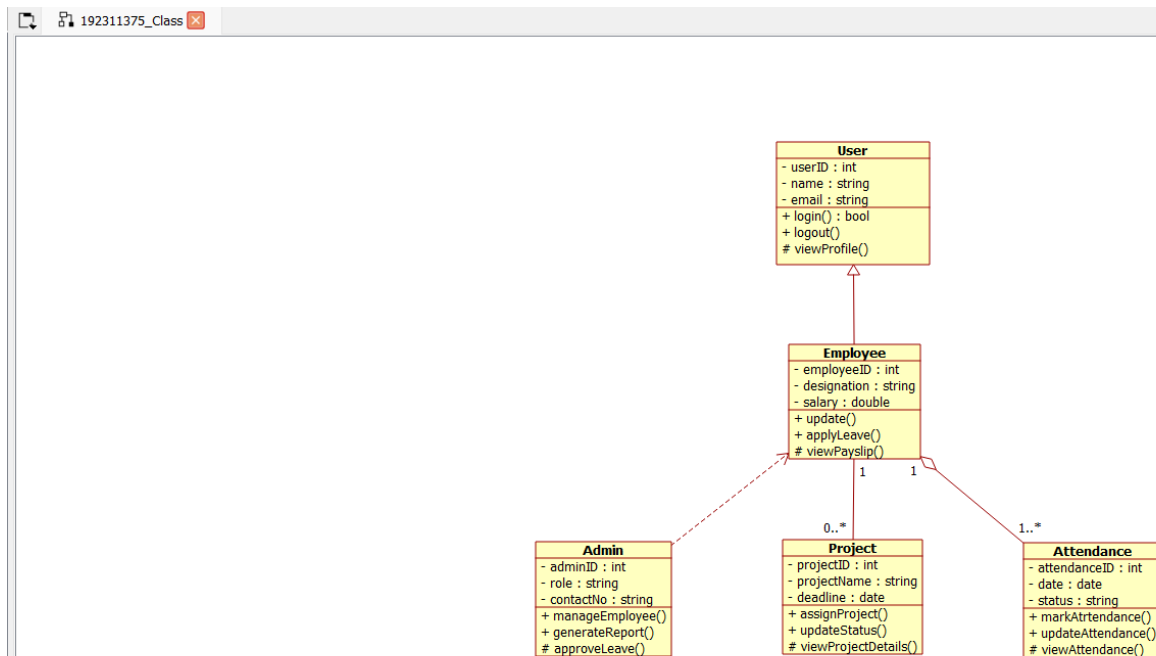 192311375_Class
User
- userID : int
- name : string
- email : string
+ login() : bool
+ logout()
# viewProfile()
Employee
- employeeID : int
- designation : string
- salary : double
+ update()
+ applyLeave()
# viewPayslip()
1
1
0..*
1..*
Admin
- adminID : int
- role : string
- contactNo : string
+ manageEmployee()
+ generateReport()
# approveLeave()
Project
- projectID : int
- projectName : string
- deadline : date
+ assignProject()
+ updateStatus()
# viewProjectDetails()
Attendance
- attendanceID : int
- date : date
- status : string
+ markAtrtendance()
+ updateAttendance()
# viewAttendance()